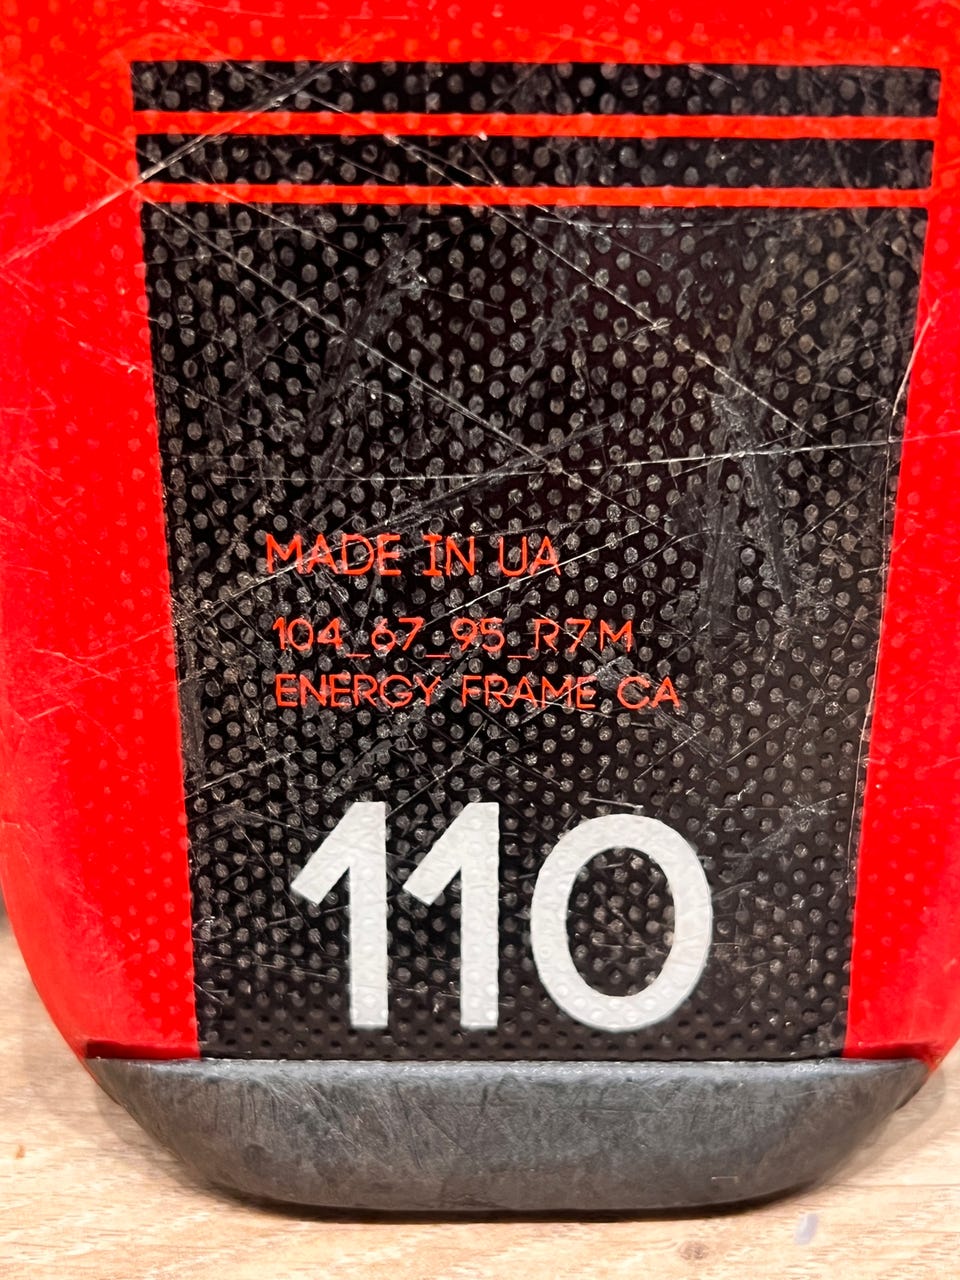 MADE IN UA
104_67_95_R7M
ENERGY FRAME CA
110